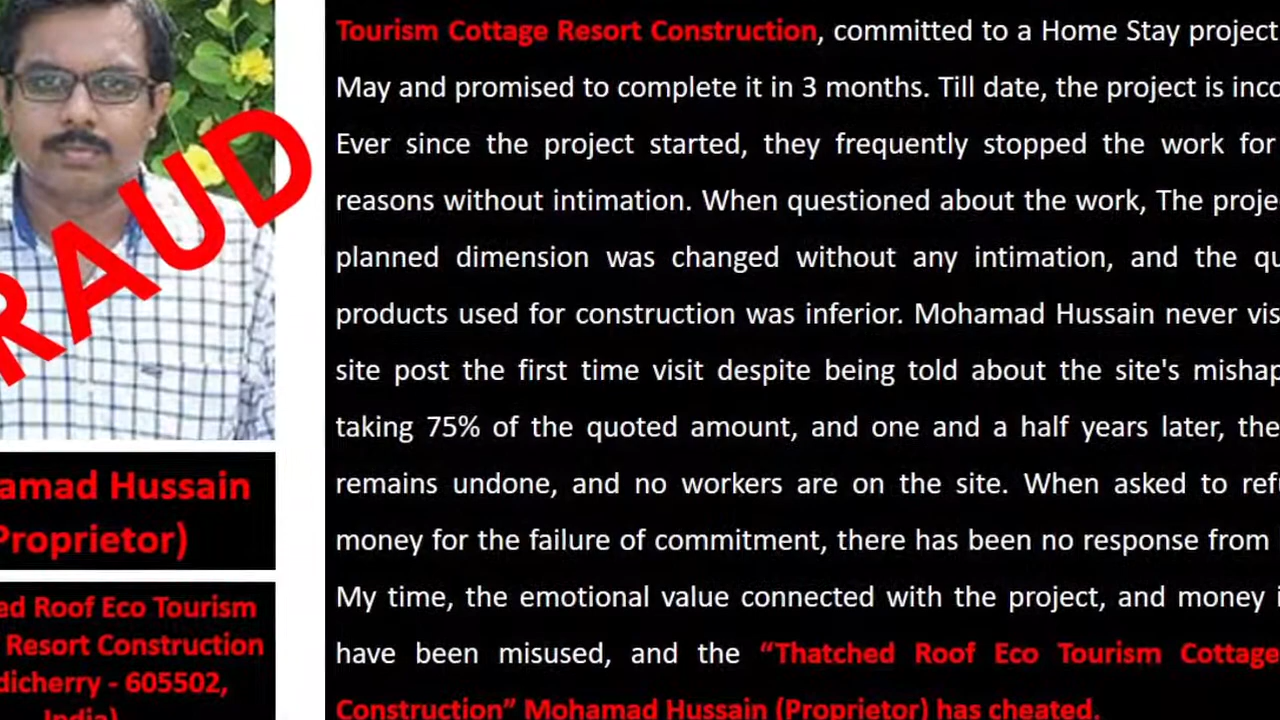 RAUD
amad Hussain
Proprietor)
ed Roof Eco Tourism
Resort Construction
dicherry - 605502,
India)
Tourism Cottage Resort Construction, committed to a Home Stay project
May and promised to complete it in 3 months. Till date, the project is inco
Ever since the project started, they frequently stopped the work for
reasons without intimation. When questioned about the work, The proje
planned dimension was changed without any intimation, and the qu
products used for construction was inferior. Mohamad Hussain never vis
site post the first time visit despite being told about the site's mishap
taking 75% of the quoted amount, and one and a half years later, the
remains undone, and no workers are on the site. When asked to refu
money for the failure of commitment, there has been no response from
My time, the emotional value connected with the project, and money i
have been misused, and the “Thatched Roof Eco Tourism Cottage
Construction” Mohamad Hussain (Proprietor) has cheated.